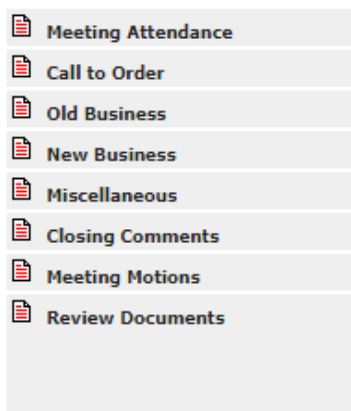 Meeting Attendance
Call to Order
Old Business
New Business
Miscellaneous
Closing Comments
Meeting Motions
Review Documents